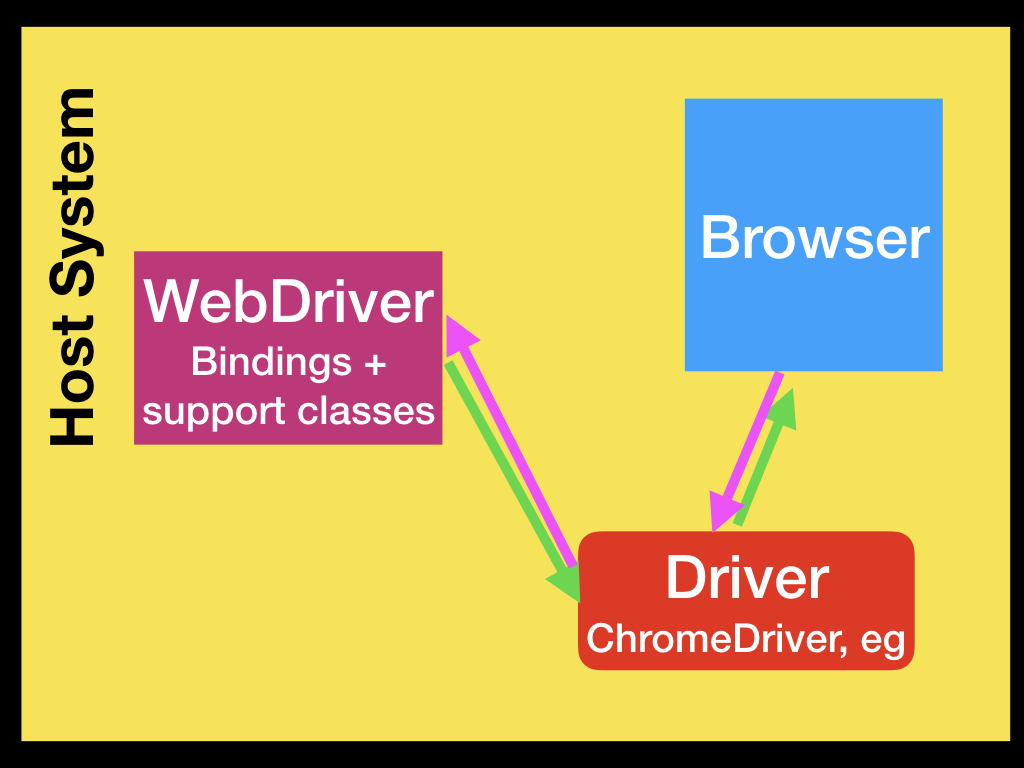 Host System
WebDriver
Bindings +
support classes
Browser
Driver
ChromeDriver, eg